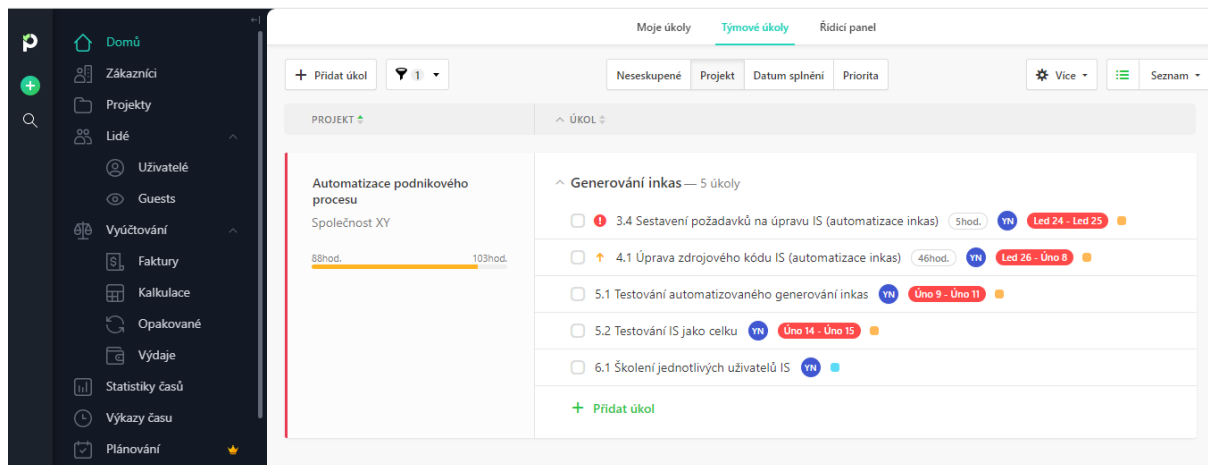 Moje úkoly Týmové úkoly Řídicí panel
Domů
Zákazníci
Projekty
Lidé
Uživatelé
Guests
Vyúčtování
Faktury
Kalkulace
Opakované
Výdaje
Statistiky časů
Výkazy času
Plánování
+ Přidat úkol 1 Neseskupené Projekt Datum splnění Priorita Více Seznam
PROJEKT ÚKOL
Automatizace podnikového
procesu
Společnost XY
88hod. 103hod.
Generování inkas — 5 úkoly
3.4 Sestavení požadavků na úpravu IS (automatizace inkas) 5hod. YN Led 24 - Led 25
4.1 Úprava zdrojového kódu IS (automatizace inkas) 46hod. YN Led 26 - Úno 8
5.1 Testování automatizovaného generování inkas YN Úno 9 - Úno 11
5.2 Testování IS jako celku YN Úno 14 - Úno 15
6.1 Školení jednotlivých uživatelů IS YN
+ Přidat úkol